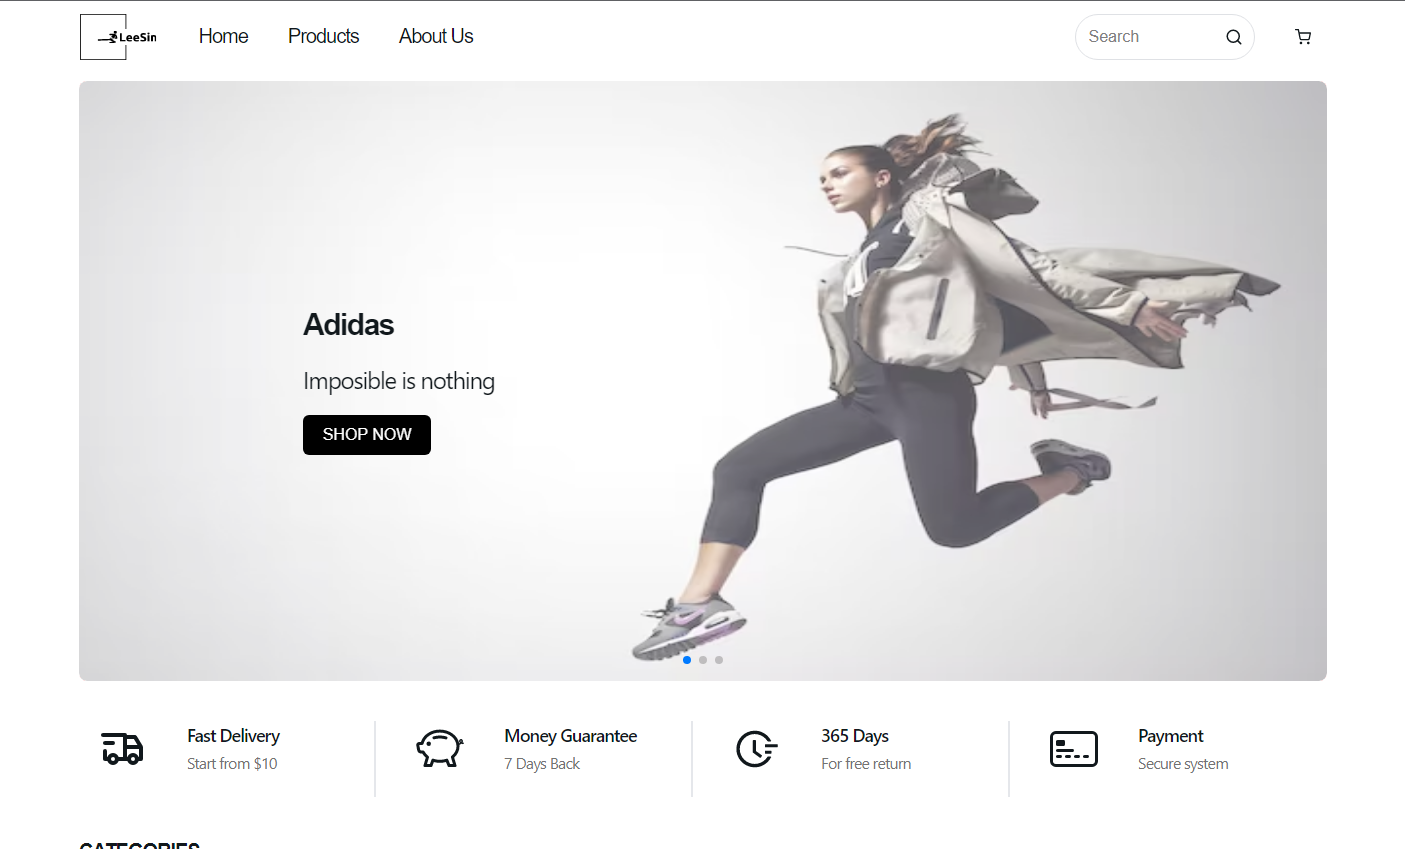 LeeSin
Home
Products
About Us
Search
Adidas
Imposible is nothing
SHOP NOW
Fast Delivery
Start from $10
Money Guarantee
7 Days Back
365 Days
For free return
Payment
Secure system
CATEGORIES